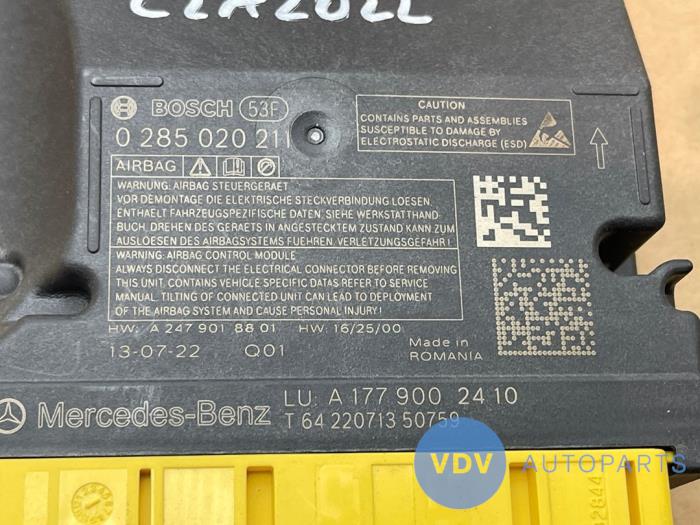 CLA2022
BOSCH 53F
0 285 020 211
AIRBAG
CAUTION
CONTAINS PARTS AND ASSEMBLIES
SUSCEPTIBLE TO DAMAGE BY
ELECTROSTATIC DISCHARGE (ESD)
WARNUNG: AIRBAG STEUERGERAET
VOR DEMONTAGE DIE ELEKTRISCHE STECKVERBINDUNG LOESEN.
ENTHAELT FAHRZEUGSPEZIFISCHE DATEN, SIEHE WERKSTATTHAND-
BUCH, DREHEN DES GERAETS IN ANGESTECKTEM ZUSTAND KANN ZUM
AUSLOESEN DES AIRBAGSYSTEMS FUEHREN. VERLETZUNGSGEFAHR!
WARNING: AIRBAG CONTROL MODULE
ALWAYS DISCONNECT THE ELECTRICAL CONNECTOR BEFORE REMOVING
THIS UNIT. CONTAINS VEHICLE SPECIFIC DATA, REFER TO SERVICE
MANUAL. TILTING OF CONNECTED UNIT CAN LEAD TO DEPLOYMENT
OF THE AIRBAG SYSTEM AND CAUSE PERSONAL INJURY!
HW: A 247 901 88 01 HW: 16/25/00
13-07-22 Q01
Made in
ROMANIA
Mercedes-Benz
LU: A 177 900 24 10
T 64 220713 50759
VDV AUTOPARTS
2844